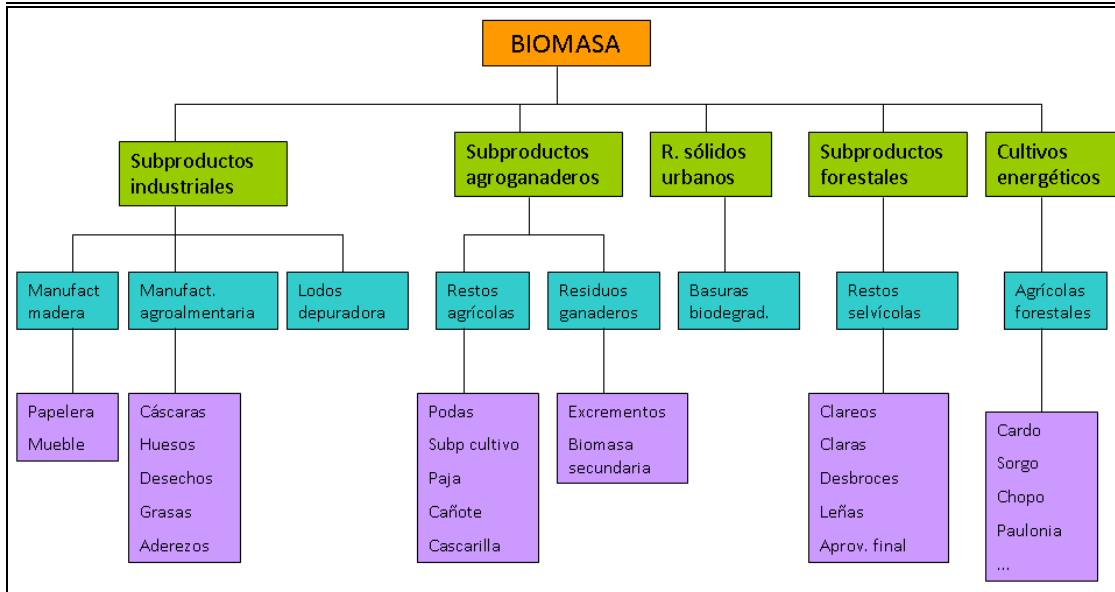 BIOMASA
Subproductos
industriales
Subproductos
agroganaderos
R. sólidos
urbanos
Subproductos
forestales
Cultivos
energéticos
Manufact
madera
Manufact.
agroalmentaria
Lodos
depuradora
Restos
agrícolas
Residuos
ganaderos
Basuras
biodegrad.
Restos
selvícolas
Agrícolas
forestales
Papelera
Mueble
Cáscaras
Huesos
Desechos
Grasas
Aderezos
Podas
Subp cultivo
Paja
Cañote
Cascarilla
Excrementos
Biomasa
secundaria
Clareos
Claras
Desbroces
Leñas
Aprov. final
Cardo
Sorgo
Chopo
Paulonia
...